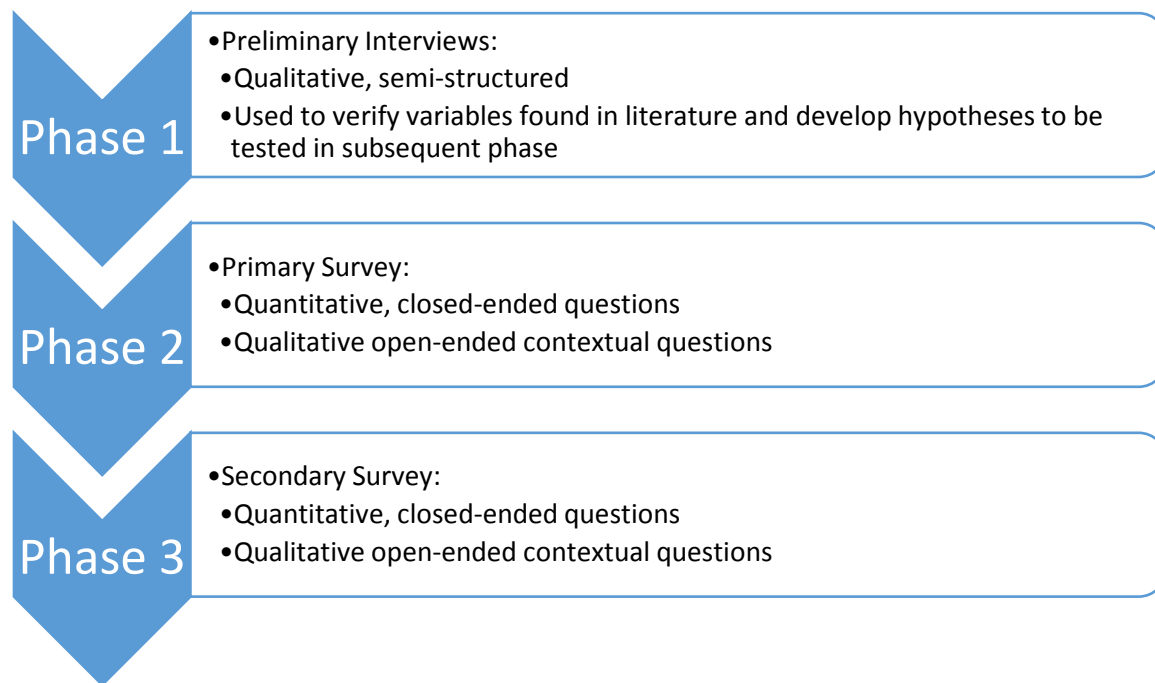 Phase 1
•Preliminary Interviews:
•Qualitative, semi-structured
•Used to verify variables found in literature and develop hypotheses to be
tested in subsequent phase
Phase 2
•Primary Survey:
•Quantitative, closed-ended questions
•Qualitative open-ended contextual questions
Phase 3
•Secondary Survey:
•Quantitative, closed-ended questions
•Qualitative open-ended contextual questions